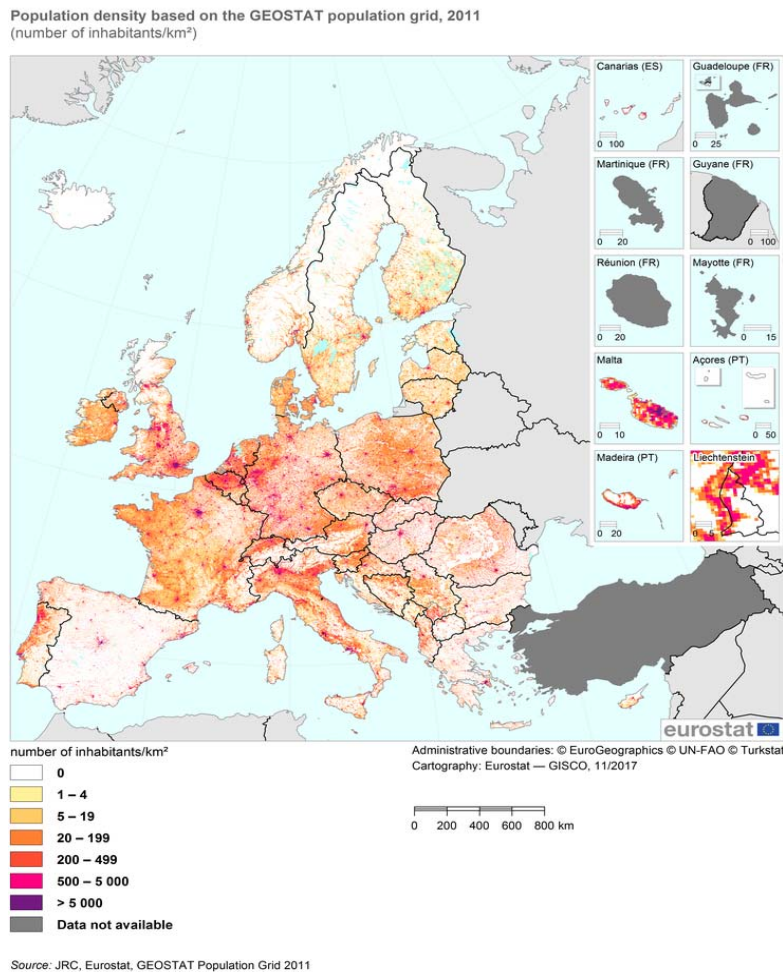 Population density based on the GEOSTAT population grid, 2011
(number of inhabitants/km²)
Canarias (ES)
0 100
Guadeloupe (FR)
0 25
Martinique (FR)
0 20
Guyane (FR)
0 100
Réunion (FR)
0 20
Mayotte (FR)
0 15
Malta
0 10
Açores (PT)
0 50
Madeira (PT)
0 20
Liechtenstein
0 5
eurostat
number of inhabitants/km²
0
1 – 4
5 – 19
20 – 199
200 – 499
500 – 5 000
> 5 000
Data not available
Administrative boundaries: © EuroGeographics © UN-FAO © Turkstat
Cartography: Eurostat — GISCO, 11/2017
0 200 400 600 800 km
Source: JRC, Eurostat, GEOSTAT Population Grid 2011